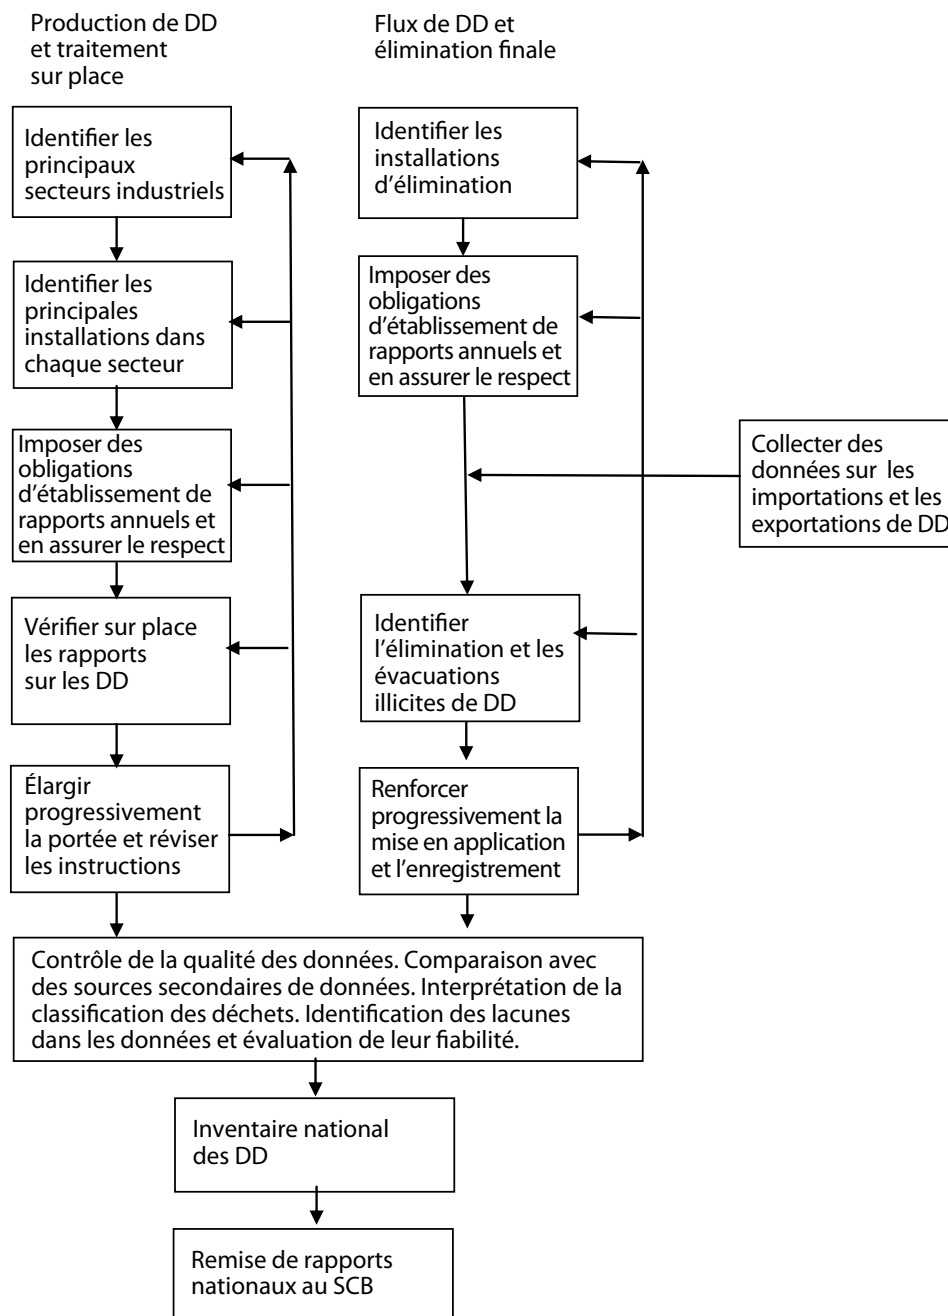 Production de DD
et traitement
sur place
Flux de DD et
élimination finale
Identifier les
principaux
secteurs industriels
Identifier les
principales
installations dans
chaque secteur
Imposer des
obligations
d'établissement de
rapports annuels et
en assurer le respect
Vérifier sur place
les rapports
sur les DD
Élargir
progressivement
la portée et réviser
les instructions
Identifier les
installations
d'élimination
Imposer des
obligations
d'établissement de
rapports annuels et
en assurer le respect
Collecter des
données sur les
importations et les
exportations de DD
Identifier
l'élimination et les
évacuations
illicites de DD
Renforcer
progressivement la
mise en application
et l'enregistrement
Contrôle de la qualité des données. Comparaison avec
des sources secondaires de données. Interprétation de la
classification des déchets. Identification des lacunes
dans les données et évaluation de leur fiabilité.
Inventaire national
des DD
Remise de rapports
nationaux au SCB